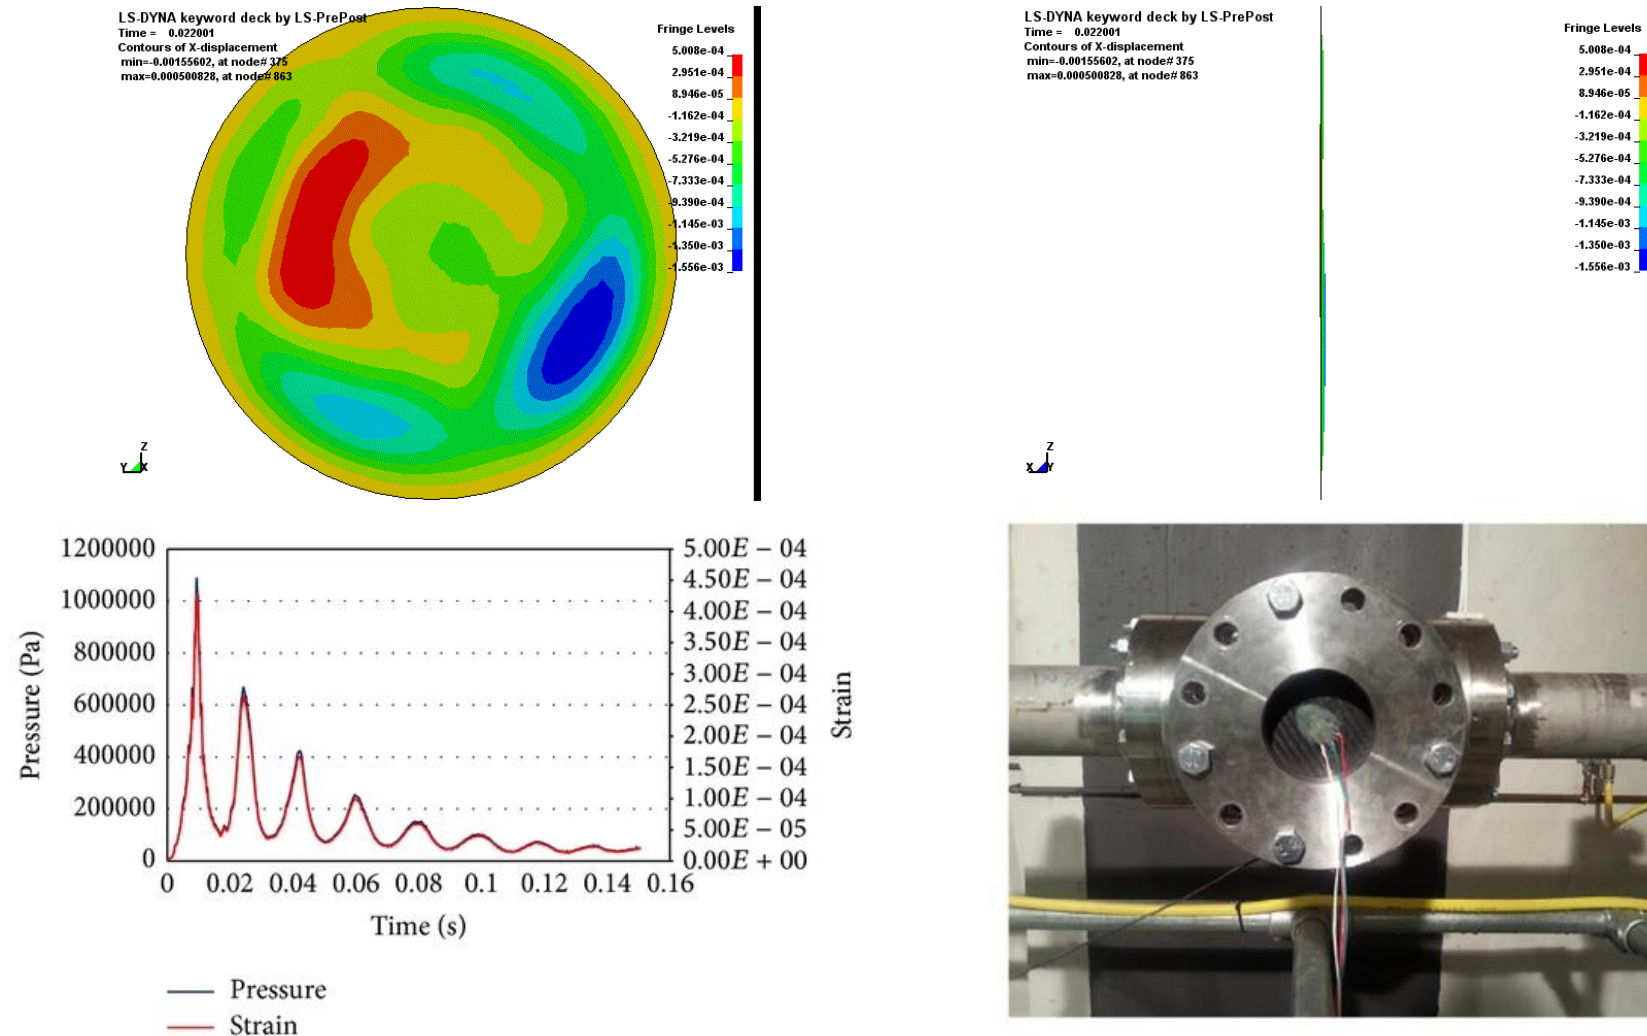 LS-DYNA keyword deck by LS-PrePost
Time =    0.022001
Contours of X-displacement
min=-0.00155602, at node# 375
max=0.000500828, at node# 863
Fringe Levels
5.008e-04
2.951e-04
8.946e-05
-1.162e-04
-3.219e-04
-5.276e-04
-7.333e-04
-9.390e-04
-1.145e-03
-1.350e-03
-1.556e-03
Z
Y X
LS-DYNA keyword deck by LS-PrePost
Time =    0.022001
Contours of X-displacement
min=-0.00155602, at node# 375
max=0.000500828, at node# 863
Fringe Levels
5.008e-04
2.951e-04
8.946e-05
-1.162e-04
-3.219e-04
-5.276e-04
-7.333e-04
-9.390e-04
-1.145e-03
-1.350e-03
-1.556e-03
Z
X Y
Pressure (Pa)
1200000
1000000
800000
600000
400000
200000
0
5.00E − 04
4.50E − 04
4.00E − 04
3.50E − 04
3.00E − 04
2.50E − 04
2.00E − 04
1.50E − 04
1.00E − 04
5.00E − 05
0.00E + 00
Strain
0 0.02 0.04 0.06 0.08 0.1 0.12 0.14 0.16
Time (s)
Pressure
Strain